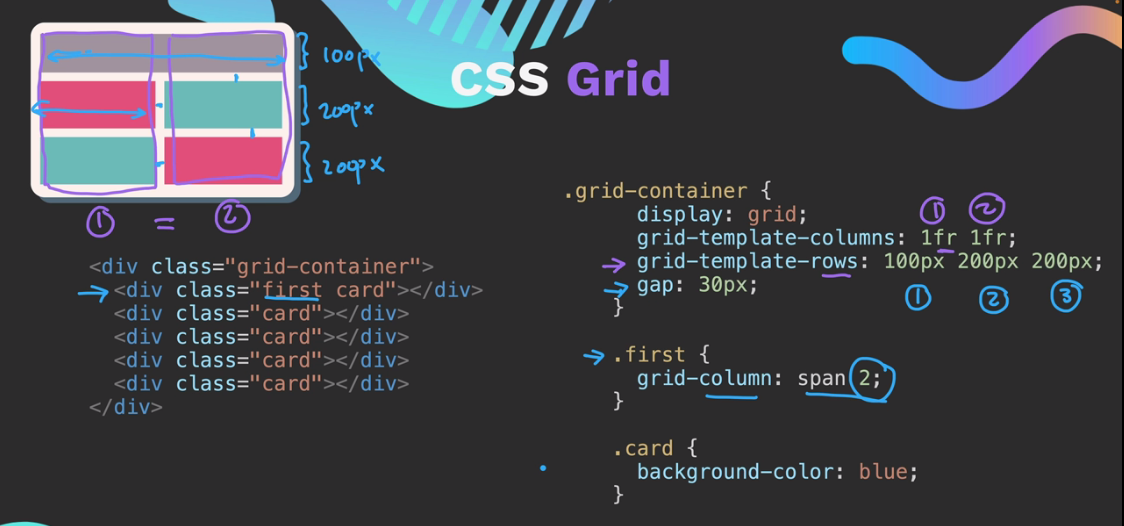 CSS Grid
100px
200px
200px
① = ②
<div class="grid-container">
<div class="first card"></div>
<div class="card"></div>
<div class="card"></div>
<div class="card"></div>
<div class="card"></div>
</div>
.grid-container {
display: grid;
① ②
grid-template-columns: 1fr 1fr;
grid-template-rows: 100px 200px 200px;
gap: 30px;
① ② ③
}
.first {
grid-column: span 2;
}
.card {
background-color: blue;
}